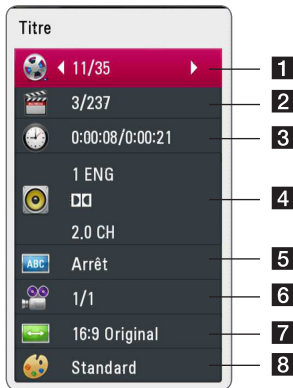 Titre
11/35 1
3/237 2
0:00:08/0:00:21 3
1 ENG
2.0 CH 4
ABC Arrêt 5
1/1 6
16:9 Original 7
Standard 8